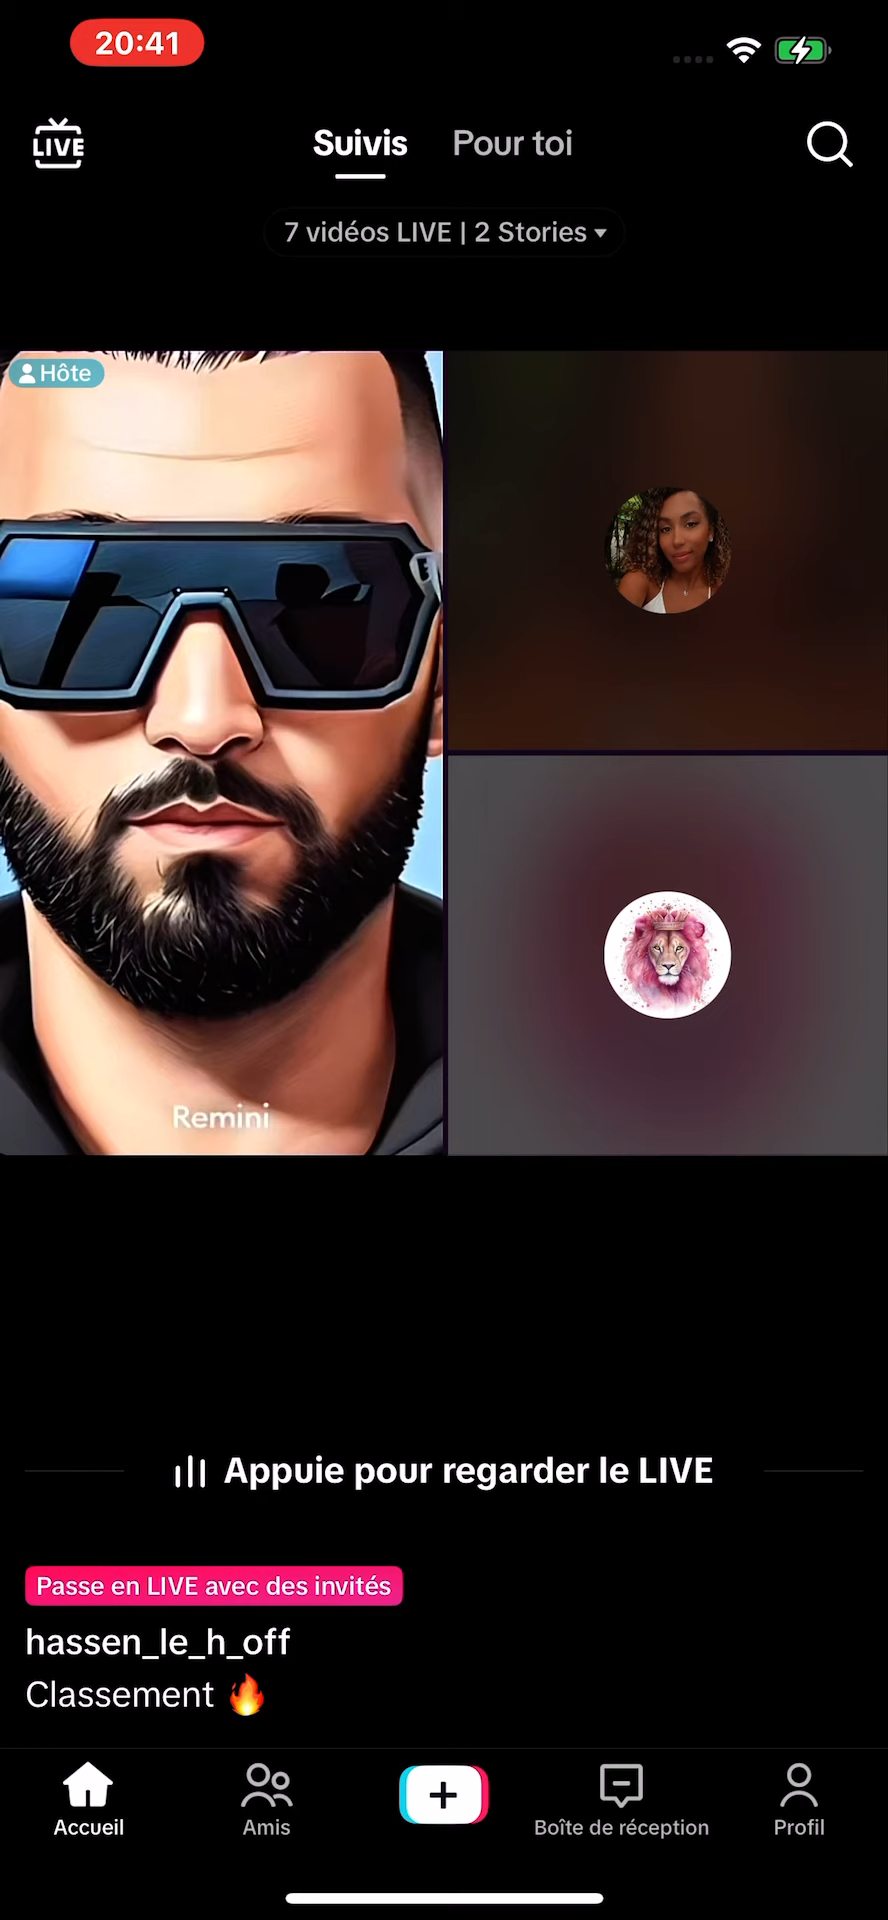 20:41
LIVE
Suivis
Pour toi
7 vidéos LIVE | 2 Stories
Hôte
Remini
Appuie pour regarder le LIVE
Passe en LIVE avec des invités
hassen_le_h_off
Classement 🔥
Accueil
Amis
Boîte de réception
Profil